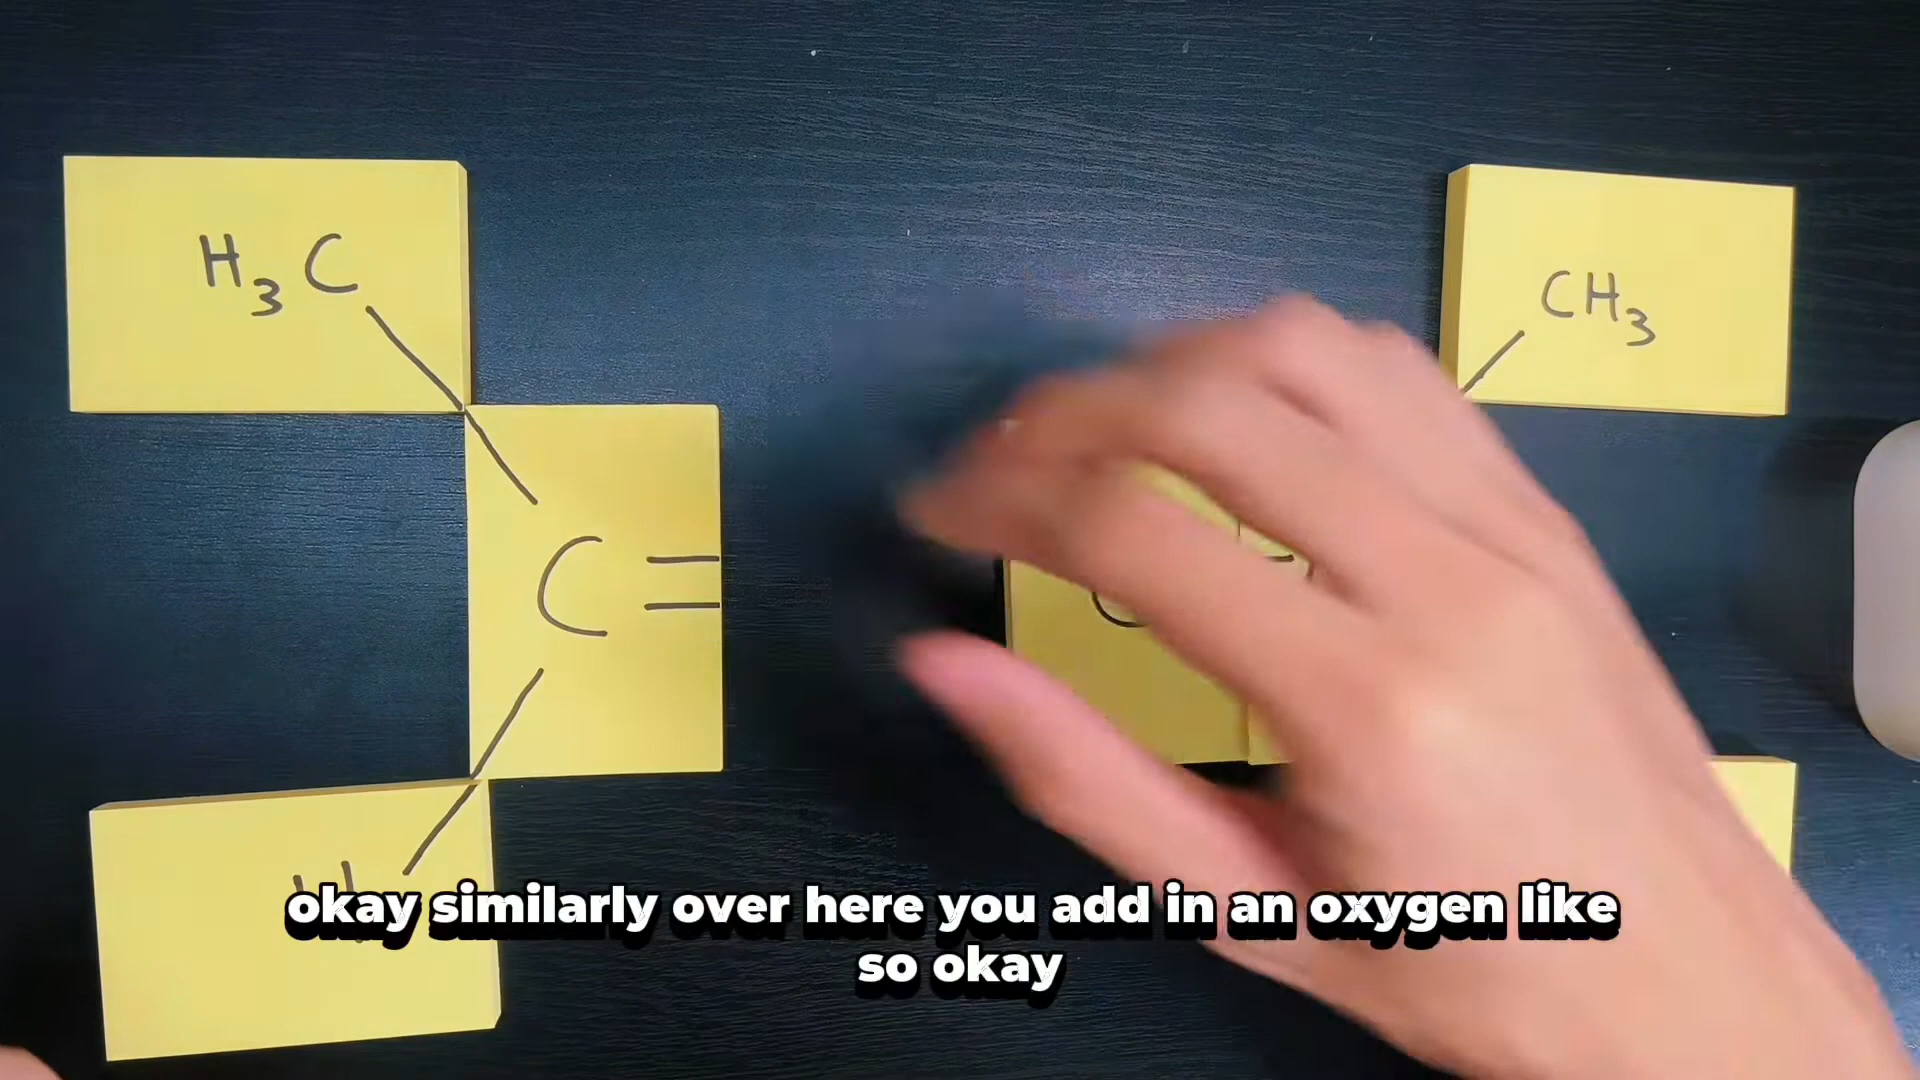 H3C
CH3
C =
okay similarly over here you add in an oxygen like
so okay